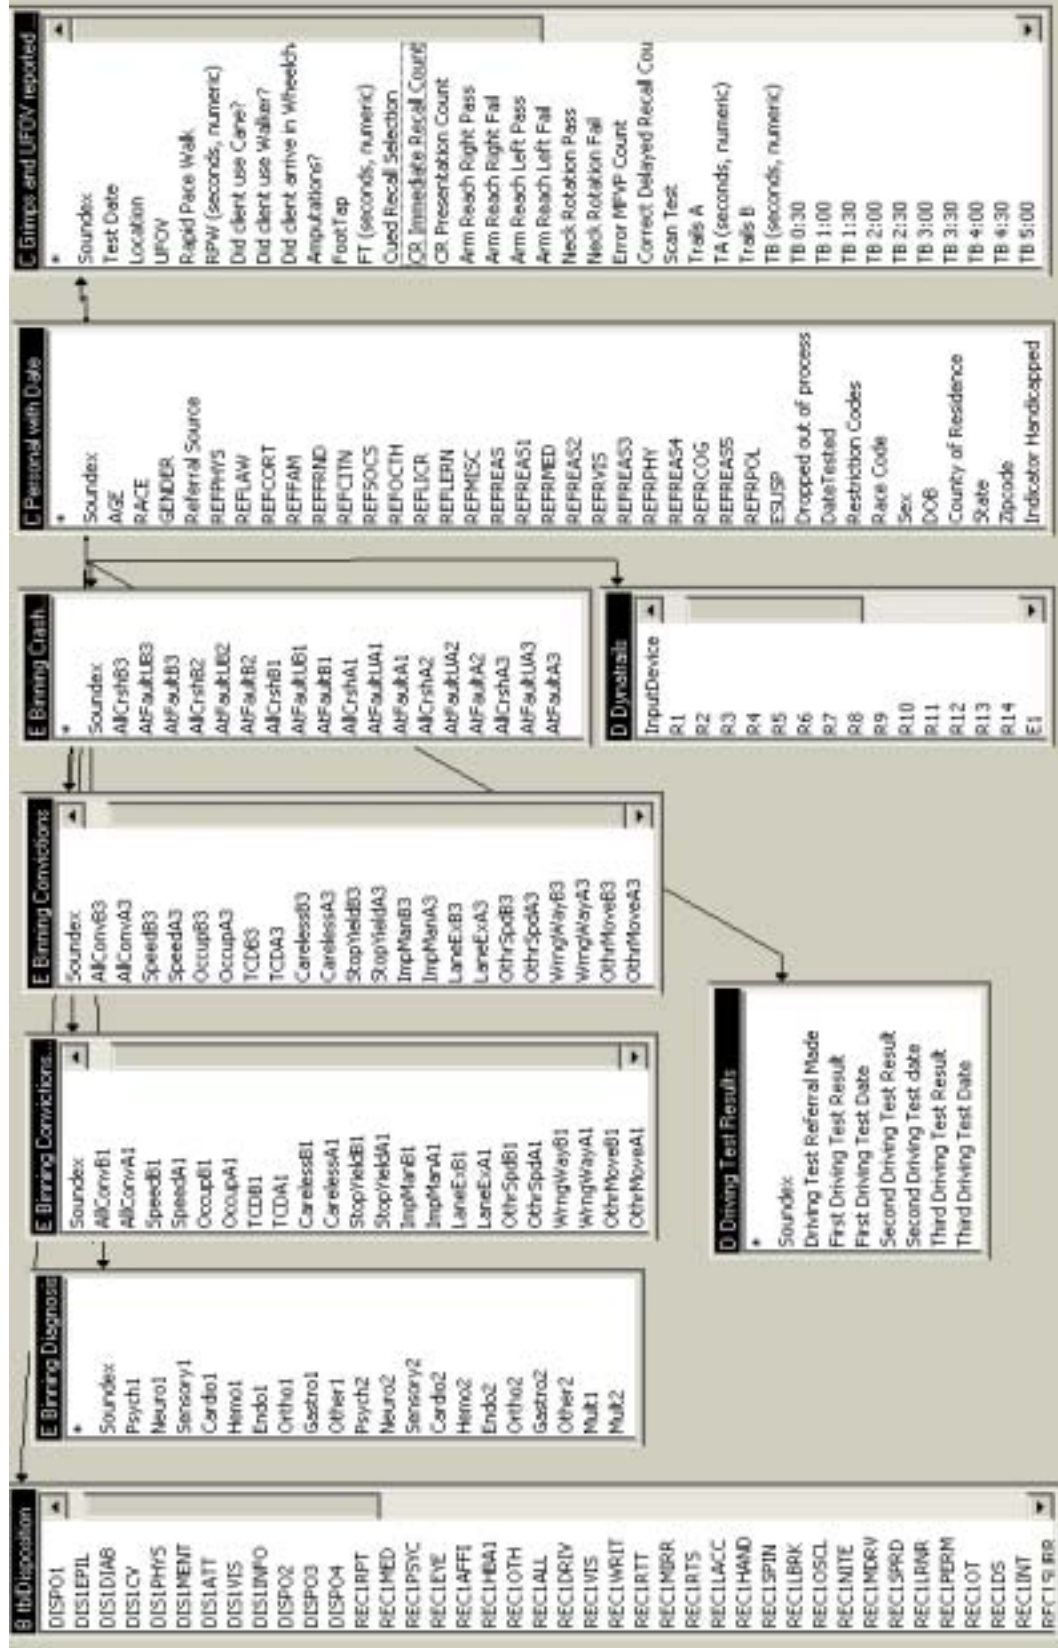 B tblDisposition
DISPO1
DIS1EPIL
DIS1DIAB
DIS1CV
DIS1PHYS
DIS1MENT
DIS1ATT
DIS1VIS
DIS1INFO
DISPO2
DISPO3
DISPO4
REC1RPT
REC1MED
REC1PSYC
REC1EYE
REC1AFFI
REC1HBA1
REC1OTH
REC1ALL
REC1DRIV
REC1VIS
REC1WRIT
REC1RTT
REC1MIRR
REC1RTS
REC1LACC
REC1HAND
REC1SPIN
REC1LBRK
REC1OSCL
REC1NITE
REC1MDRV
REC1SPRD
REC1LRNR
REC1PERM
REC1OT
REC1DS
REC1INT
REC1SURR
E Binning Diagnosis
*
Soundex
Psych1
Neuro1
Sensory1
Cardio1
Hemo1
Endo1
Ortho1
Gastro1
Other1
Psych2
Neuro2
Sensory2
Cardio2
Hemo2
Endo2
Ortho2
Gastro2
Other2
Mult1
Mult2
E Binning Convictions...
Soundex
AllConvB1
AllConvA1
SpeedB1
SpeedA1
OccupB1
OccupA1
TCDB1
TCDA1
CarelessB1
CarelessA1
StopYieldB1
StopYieldA1
ImpManB1
ImpManA1
LaneExB1
LaneExA1
OthrSpdB1
OthrSpdA1
WrngWayB1
WrngWayA1
OthrMoveB1
OthrMoveA1
E Binning Convictions
Soundex
AllConvB3
AllConvA3
SpeedB3
SpeedA3
OccupB3
OccupA3
TCDB3
TCDA3
CarelessB3
CarelessA3
StopYieldB3
StopYieldA3
ImpManB3
ImpManA3
LaneExB3
LaneExA3
OthrSpdB3
OthrSpdA3
WrngWayB3
WrngWayA3
OthrMoveB3
OthrMoveA3
D Driving Test Results
*
Soundex
Driving Test Referral Made
First Driving Test Result
First Driving Test Date
Second Driving Test Result
Second Driving Test date
Third Driving Test Result
Third Driving Test Date
E Binning Crash
*
Soundex
AllCrshB3
AtFaultUB3
AtFaultB3
AllCrshB2
AtFaultUB2
AtFaultB2
AllCrshB1
AtFaultUB1
AtFaultB1
AllCrshA1
AtFaultUA1
AtFaultA1
AllCrshA2
AtFaultUA2
AtFaultA2
AllCrshA3
AtFaultUA3
AtFaultA3
D Dynatrails
InputDevice
R1
R2
R3
R4
R5
R6
R7
R8
R9
R10
R11
R12
R13
R14
E1
C Personal with Date
*
Soundex
AGE
RACE
GENDER
Referral Source
REFPHYS
REFLAW
REFCORT
REFFAM
REFFRND
REFCITN
REFSOCS
REFOCTH
REFLICR
REFLERN
REFMISC
REFREAS
REFREAS1
REFRMED
REFREAS2
REFRVIS
REFREAS3
REFRPHY
REFREAS4
REFRCOG
REFREAS5
REFRPOL
ESUSP
Dropped out of process
DateTested
Restriction Codes
Race Code
Sex
DOB
County of Residence
State
Zipcode
Indicator Handicapped
C Grimps and UFOV reported ...
*
Soundex
Test Date
Location
UFOV
Rapid Pace Walk
RPW (seconds, numeric)
Did client use Cane?
Did client use Walker?
Did client arrive in Wheelch
Amputations?
FootTap
FT (seconds, numeric)
Cued Recall Selection
CR Immediate Recall Count
CR Presentation Count
Arm Reach Right Pass
Arm Reach Right Fail
Arm Reach Left Pass
Arm Reach Left Fail
Neck Rotation Pass
Neck Rotation Fail
Error MPVP Count
Correct Delayed Recall Cou
Scan Test
Trails A
TA (seconds, numeric)
Trails B
TB (seconds, numeric)
TB 0:30
TB 1:00
TB 1:30
TB 2:00
TB 2:30
TB 3:00
TB 3:30
TB 4:00
TB 4:30
TB 5:00